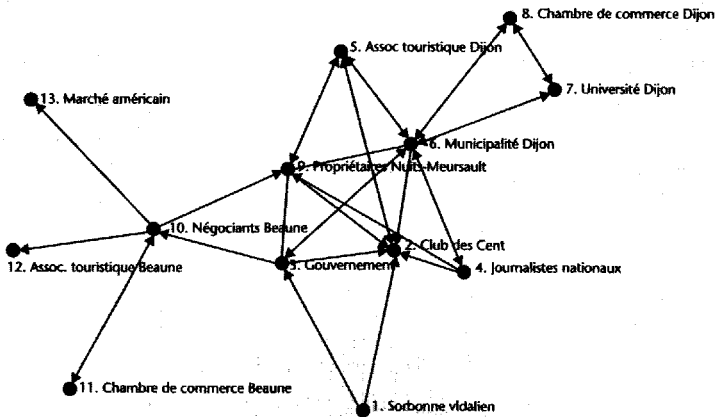 8. Chambre de commerce Dijon
5. Assoc touristique Dijon
7. Université Dijon
13. Marché américain
6. Municipalité Dijon
9. Propriétaires Nuits-Meursault
10. Négociants Beaune
2. Club des Cent
12. Assoc. touristique Beaune
3. Gouvernement
4. Journalistes nationaux
11. Chambre de commerce Beaune
1. Sorbonne vidalien